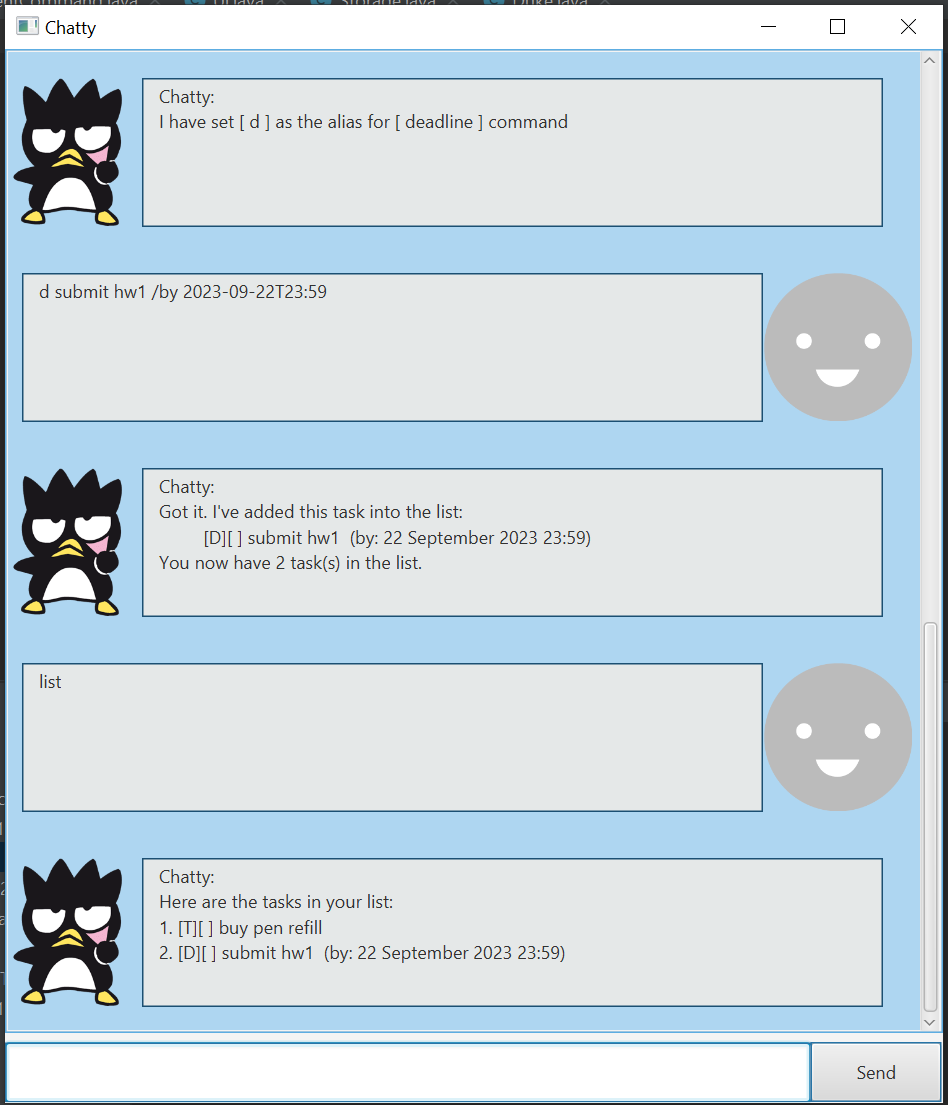 Chatty
Chatty:
I have set [ d ] as the alias for [ deadline ] command
d submit hw1 /by 2023-09-22T23:59
Chatty:
Got it. I've added this task into the list:
[D][ ] submit hw1  (by: 22 September 2023 23:59)
You now have 2 task(s) in the list.
list
Chatty:
Here are the tasks in your list:
1. [T][ ] buy pen refill
2. [D][ ] submit hw1  (by: 22 September 2023 23:59)
Send